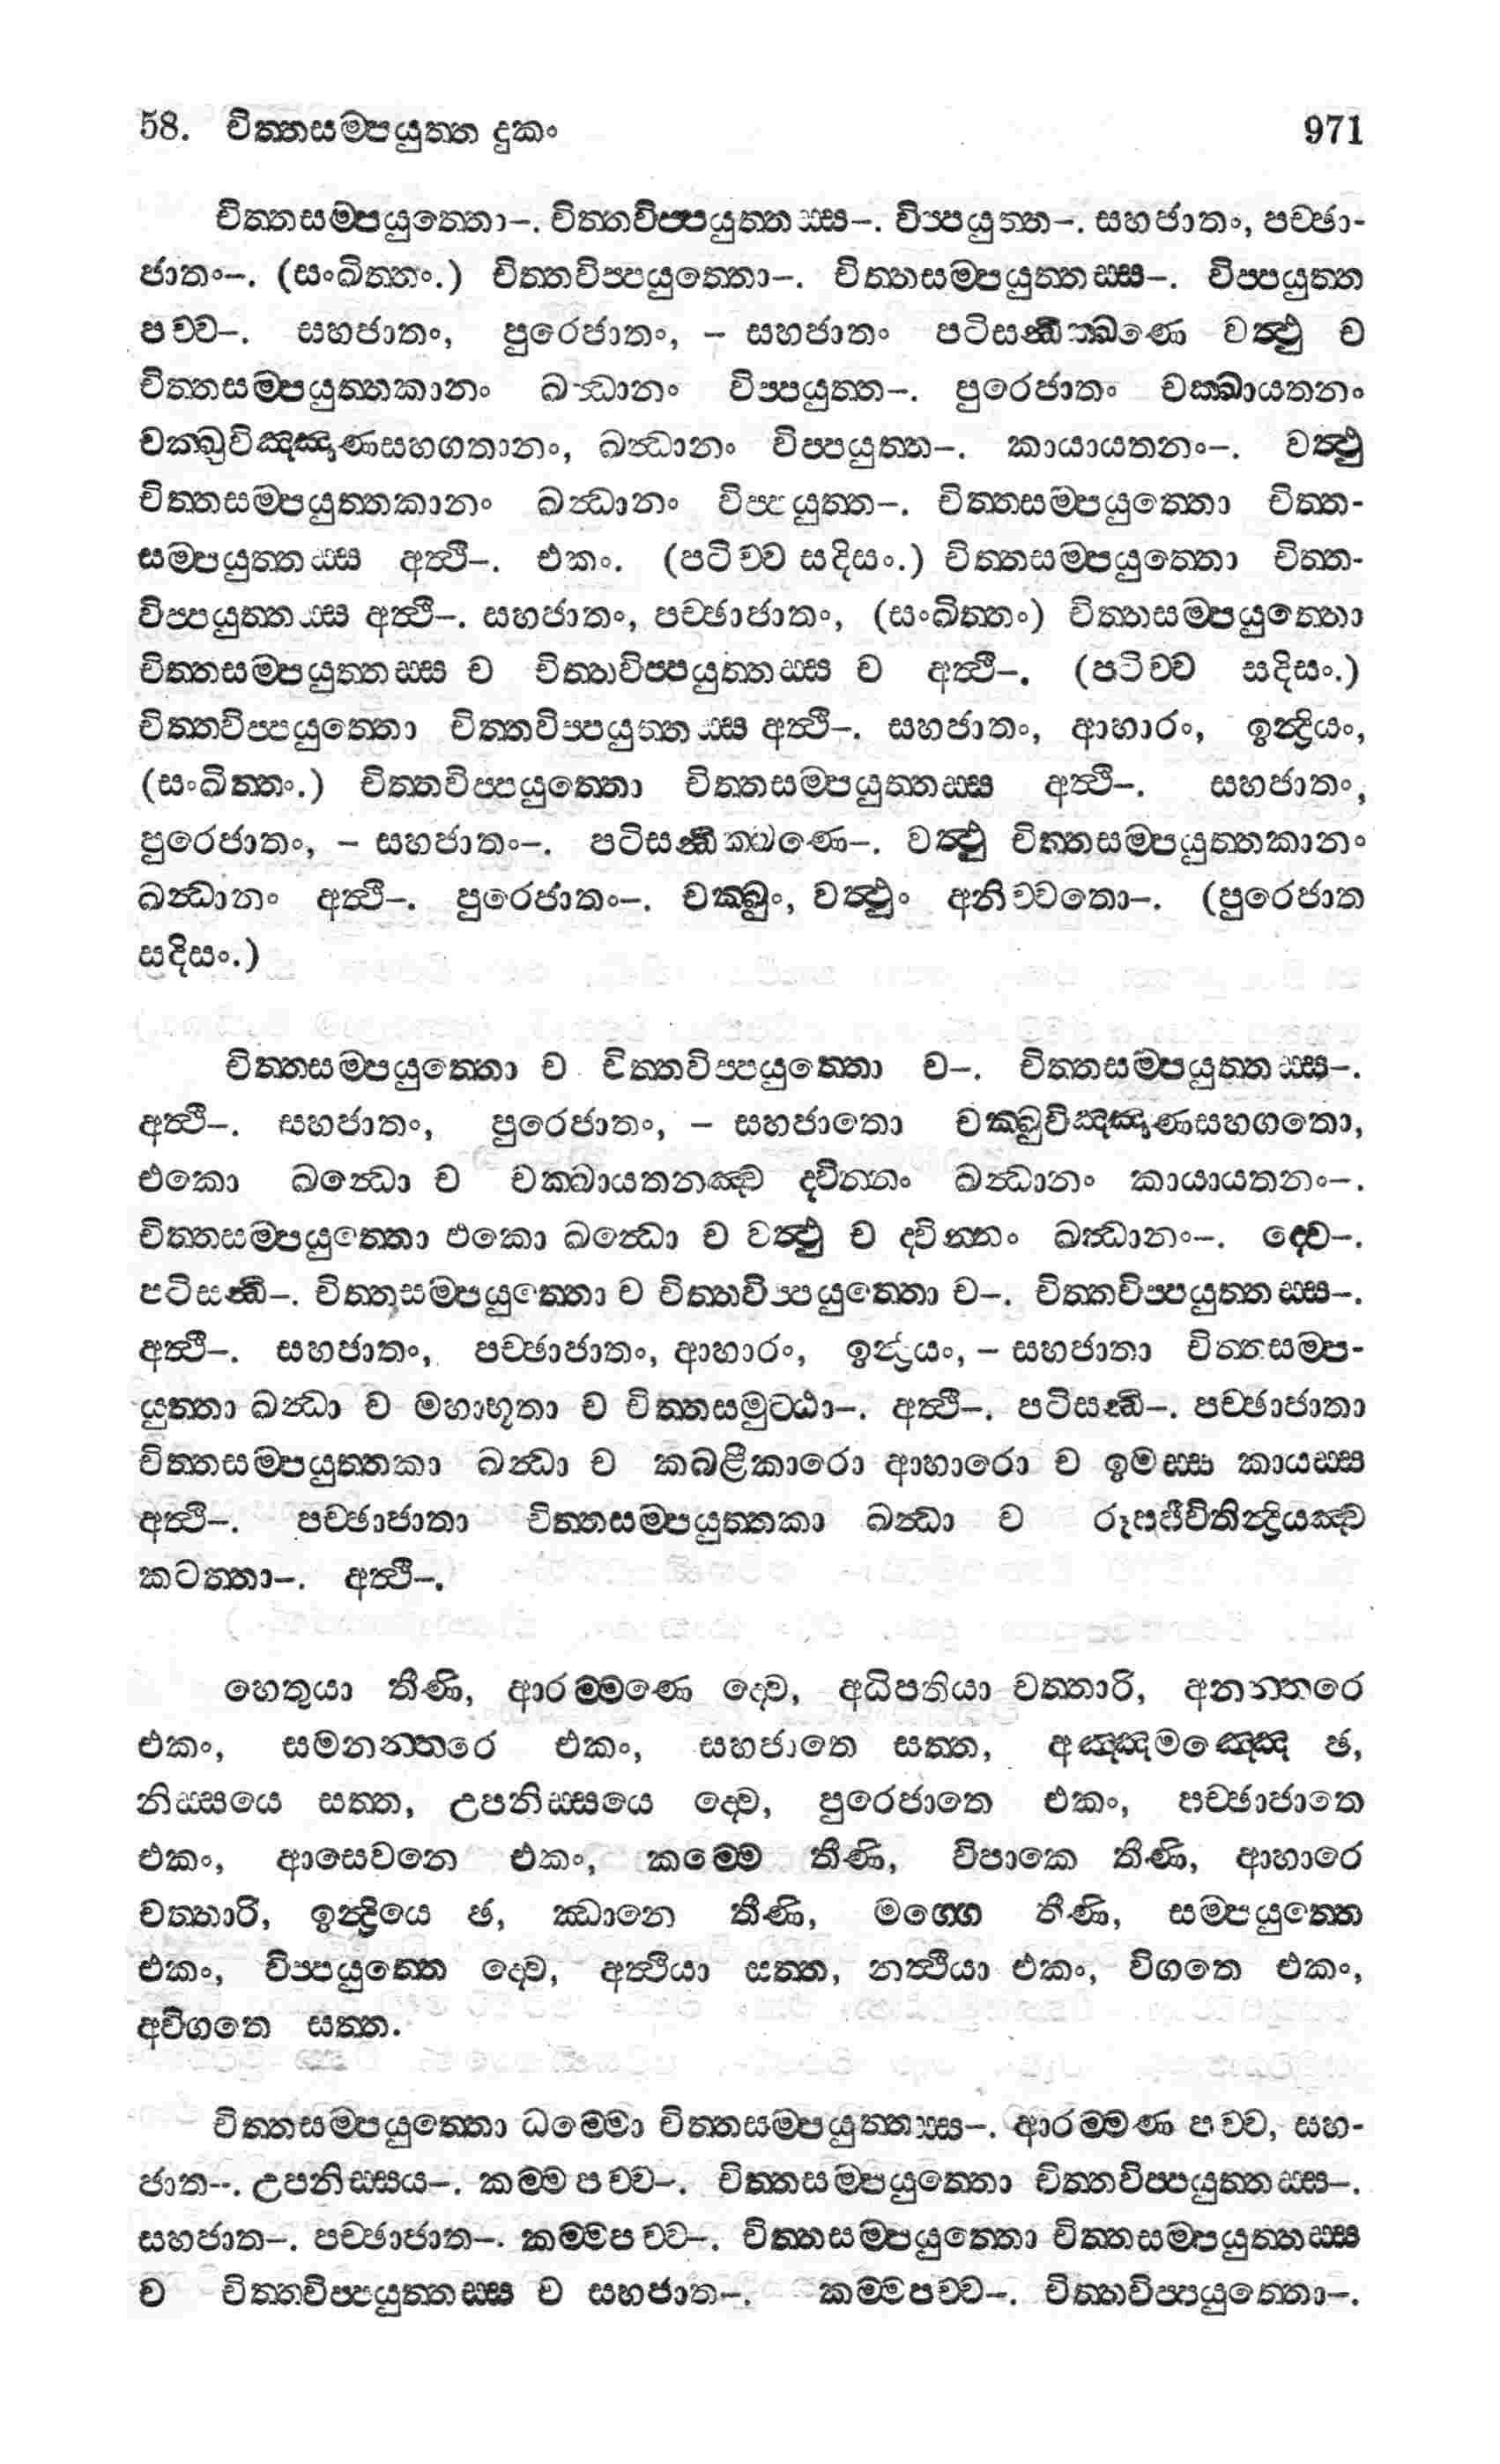 58. චිත්තසම්පයුත්ත දුකං 971
චිත්තසම්පයුත්තො–. චිත්තවිප්පයුත්තස්ස–. විප්පයුත්ත–. සහජාතං, පච්ඡා-
ජාතං–. (සංඛිත්තං.) චිත්තවිප්පයුත්තො–. චිත්තසම්පයුත්තස්ස–. විප්පයුත්ත
පච්ච–. සහජාතං, පුරෙජාතං, – සහජාතං පටිසන්ධික්ඛණෙ වත්ථු ච
චිත්තසම්පයුත්තකානං ඛන්ධානං විප්පයුත්ත–. පුරෙජාතං චක්ඛායතනං
චක්ඛුවිඤ්ඤාණසහගතානං, ඛන්ධානං විප්පයුත්ත–. කායායතනං–. වත්ථු
චිත්තසම්පයුත්තකානං ඛන්ධානං විප්පයුත්ත–. චිත්තසම්පයුත්තො චිත්ත-
සම්පයුත්තස්ස අත්ථි–. එකං. (පටිච්ච සදිසං.) චිත්තසම්පයුත්තො චිත්ත-
විප්පයුත්තස්ස අත්ථි–. සහජාතං, පච්ඡාජාතං, (සංඛිත්තං) චිත්තසම්පයුත්තො
චිත්තසම්පයුත්තස්ස ච චිත්තවිප්පයුත්තස්ස ච අත්ථි–. (පටිච්ච සදිසං.)
චිත්තවිප්පයුත්තො චිත්තවිප්පයුත්තස්ස අත්ථි–. සහජාතං, ආහාරං, ඉන්ද්‍රියං,
(සංඛිත්තං.) චිත්තවිප්පයුත්තො චිත්තසම්පයුත්තස්ස අත්ථි–. සහජාතං,
පුරෙජාතං, – සහජාතං–. පටිසන්ධික්ඛණෙ–. වත්ථු චිත්තසම්පයුත්තකානං
ඛන්ධානං අත්ථි–. පුරෙජාතං–. චක්ඛුං, වත්ථුං අනිච්චතො–. (පුරෙජාත
සදිසං.)
චිත්තසම්පයුත්තො ච චිත්තවිප්පයුත්තො ච–. චිත්තසම්පයුත්තස්ස–.
අත්ථි–. සහජාතං, පුරෙජාතං, – සහජාතො චක්ඛුවිඤ්ඤාණසහගතො,
එකො ඛන්ධො ච චක්ඛායතනඤ්ච ද්වින්නං ඛන්ධානං කායායතනං–.
චිත්තසම්පයුත්තො එකො ඛන්ධො ච වත්ථු ච ද්වින්නං ඛන්ධානං–. ද්වෙ–.
පටිසන්ධි–. චිත්තසම්පයුත්තො ච චිත්තවිප්පයුත්තො ච–. චිත්තවිප්පයුත්තස්ස–.
අත්ථි–. සහජාතං, පච්ඡාජාතං, ආහාරං, ඉන්ද්‍රියං, – සහජාතා චිත්තසම්ප-
යුත්තා ඛන්ධා ච මහාභූතා ච චිත්තසමුට්ඨා–. අත්ථි–. පටිසන්ධි–. පච්ඡාජාතා
චිත්තසම්පයුත්තකා ඛන්ධා ච කබළීකාරො ආහාරො ච ඉමස්ස කායස්ස
අත්ථි–. පච්ඡාජාතා චිත්තසම්පයුත්තකා ඛන්ධා ච රූපජීවිතින්ද්‍රියඤ්ච
කටත්තා–. අත්ථි–.
හෙතුයා තීණි, ආරම්මණෙ ද්වෙ, අධිපතියා චත්තාරි, අනන්තරෙ
එකං, සමනන්තරෙ එකං, සහජාතෙ සත්ත, අඤ්ඤමඤ්ඤෙ ඡ,
නිස්සයෙ සත්ත, උපනිස්සයෙ ද්වෙ, පුරෙජාතෙ එකං, පච්ඡාජාතෙ
එකං, ආසෙවනෙ එකං, කම්මෙ තීණි, විපාකෙ තීණි, ආහාරෙ
චත්තාරි, ඉන්ද්‍රියෙ ඡ, ඣානෙ තීණි, මග්ගෙ තීණි, සම්පයුත්තෙ
එකං, විප්පයුත්තෙ ද්වෙ, අත්ථියා සත්ත, නත්ථියා එකං, විගතෙ එකං,
අවිගතෙ සත්ත.
චිත්තසම්පයුත්තො ධම්මො චිත්තසම්පයුත්තස්ස–. ආරම්මණ පච්ච, සහ-
ජාත–. උපනිස්සය–. කම්ම පච්ච–. චිත්තසම්පයුත්තො චිත්තවිප්පයුත්තස්ස–.
සහජාත–. පච්ඡාජාත–. කම්මපච්ච–. චිත්තසම්පයුත්තො චිත්තසම්පයුත්තස්ස
ච චිත්තවිප්පයුත්තස්ස ච සහජාත–. කම්මපච්ච–. චිත්තවිප්පයුත්තො–.